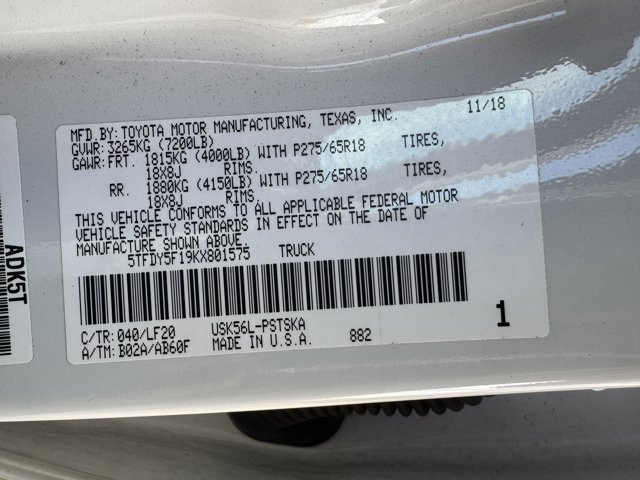 MFD.BY: TOYOTA MOTOR MANUFACTURING, TEXAS, INC. 11/18
GVWR: 3265KG (7200LB)
GAWR: FRT. 1815KG (4000LB) WITH P275/65R18 TIRES,
18X8J RIMS.
RR. 1880KG (4150LB) WITH P275/65R18 TIRES,
18X8J RIMS.
THIS VEHICLE CONFORMS TO ALL APPLICABLE FEDERAL MOTOR
VEHICLE SAFETY STANDARDS IN EFFECT ON THE DATE OF
MANUFACTURE SHOWN ABOVE.
5TFDY5F19KX801575 TRUCK
C/TR: 040/LF20 USK56L-PSTSKA
A/TM: B02A/AB60F MADE IN U.S.A. 882 1
ADK5T